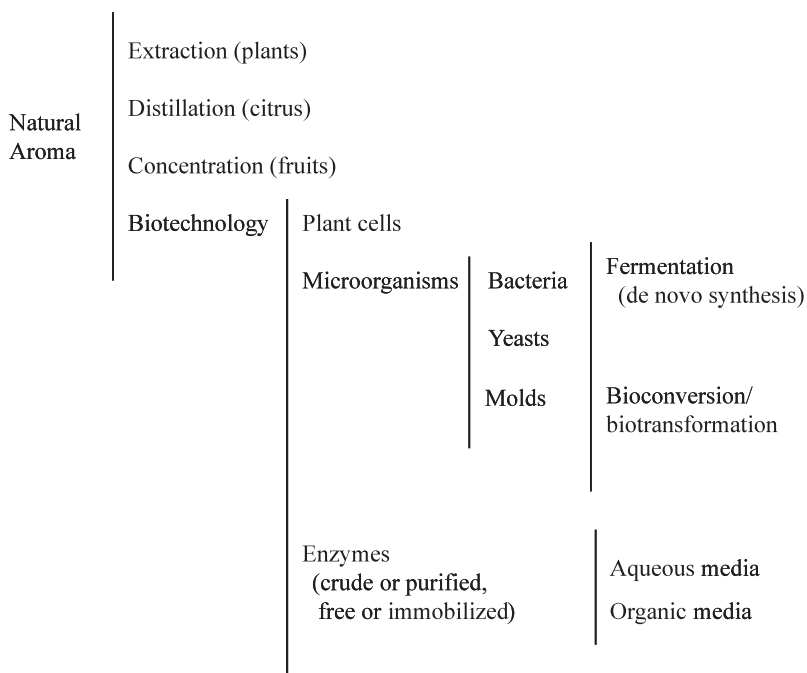 Extraction (plants)
Distillation (citrus)
Natural
Aroma
Concentration (fruits)
Biotechnology
Plant cells
Microorganisms
Bacteria
Yeasts
Molds
Fermentation
(de novo synthesis)
Bioconversion/
biotransformation
Enzymes
(crude or purified,
free or immobilized)
Aqueous media
Organic media